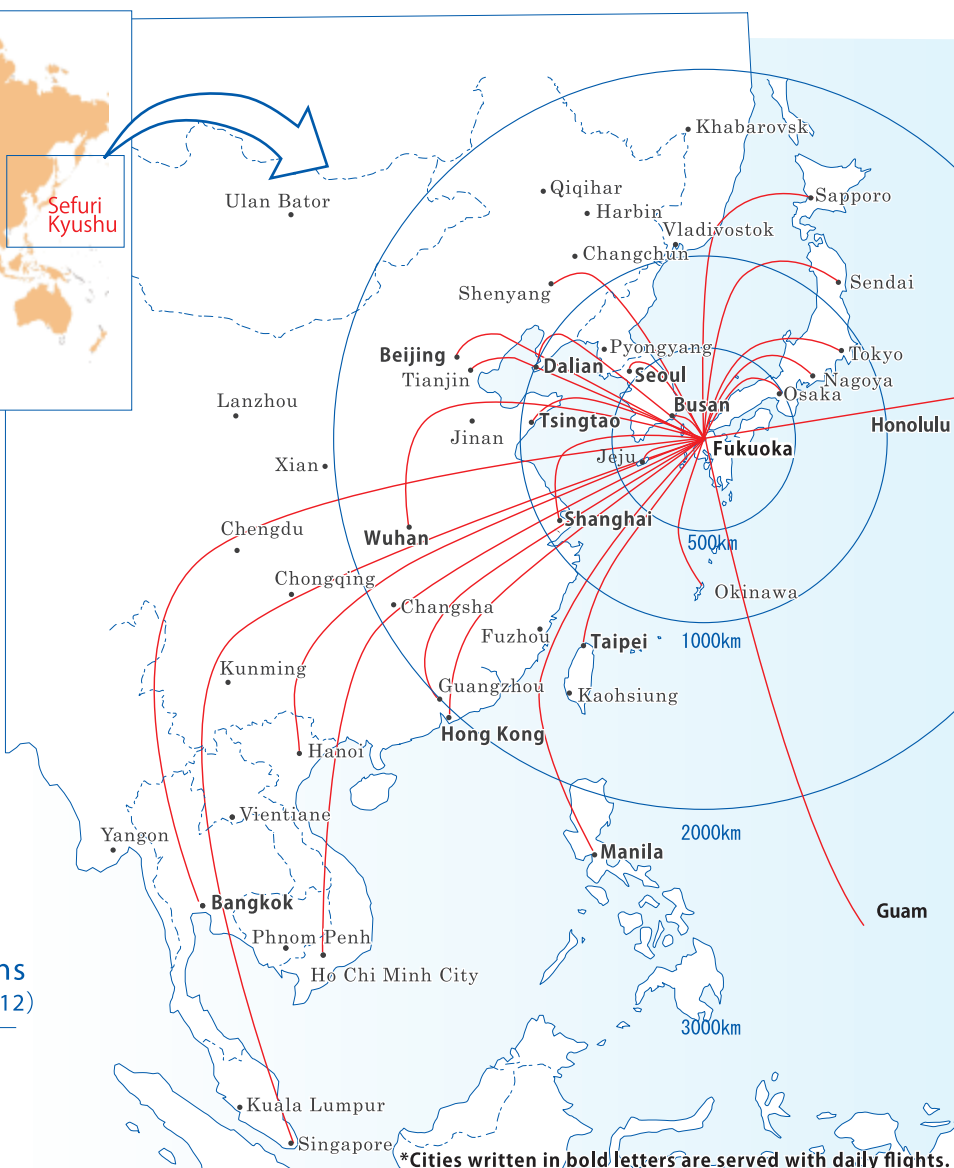 Sefuri
Kyushu
Khabarovsk
Qiqihar
Ulan Bator
Harbin
Sapporo
Vladivostok
Changchun
Shenyang
Sendai
Pyongyang
Beijing
Tokyo
Dalian
Tianjin
Seoul
Nagoya
Osaka
Lanzhou
Busan
Tsingtao
Honolulu
Jinan
Fukuoka
Jeju
Xian
Shanghai
Chengdu
Wuhan
500km
Chongqing
Okinawa
Changsha
Fuzhou
Taipei
1000km
Kunming
Guangzhou
Kaohsiung
Hong Kong
Hanoi
Vientiane
2000km
Yangon
Manila
Bangkok
Guam
Phnom Penh
Ho Chi Minh City
ns
12)
3000km
Kuala Lumpur
Singapore
*Cities written in bold letters are served with daily flights.